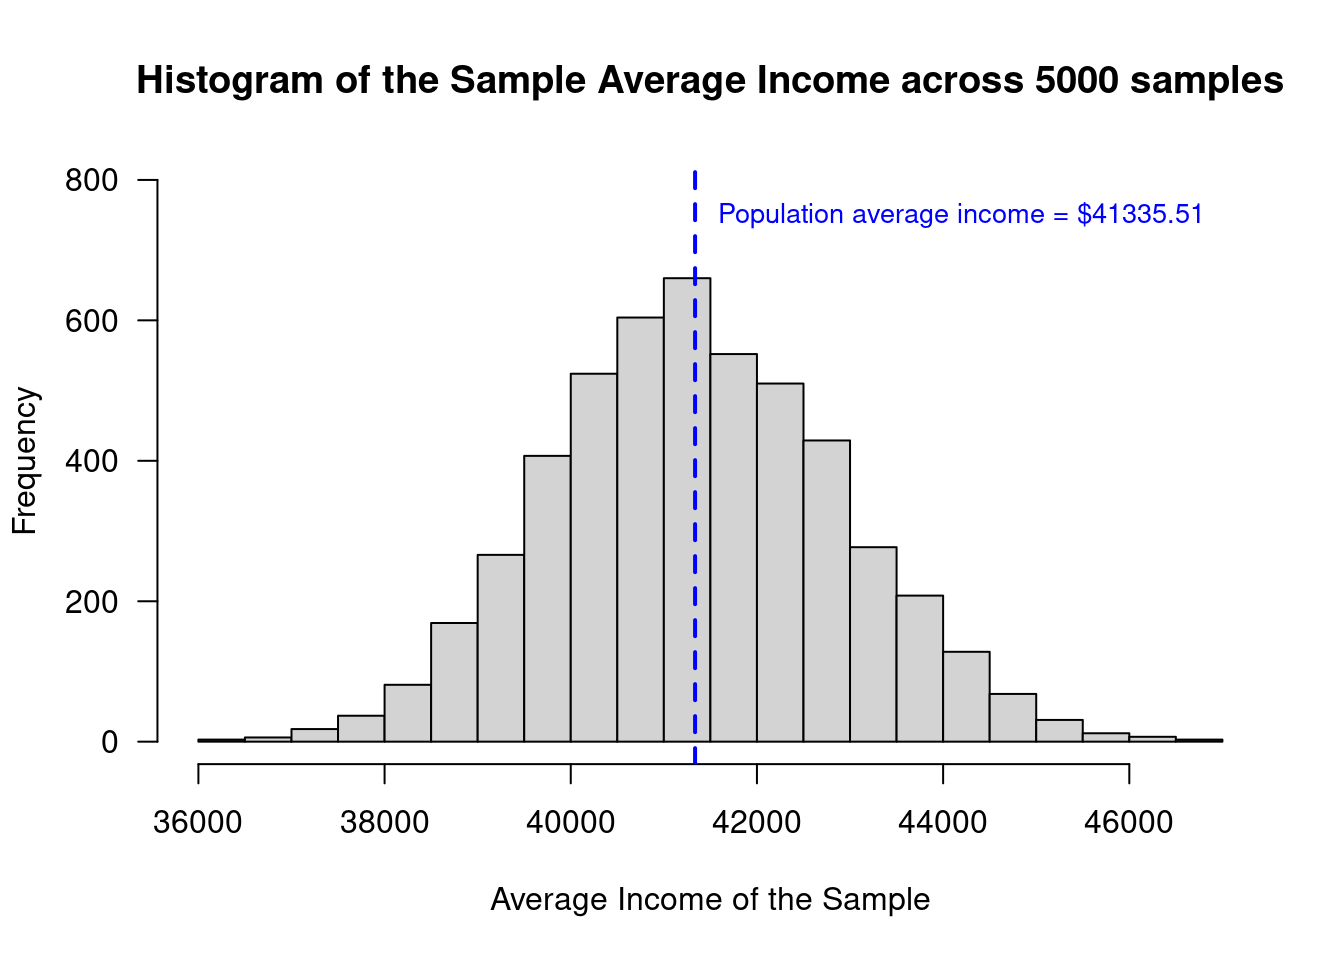 Histogram of the Sample Average Income across 5000 samples
800
Population average income = $41335.51
600
400
200
0
Frequency
36000 38000 40000 42000 44000 46000
Average Income of the Sample